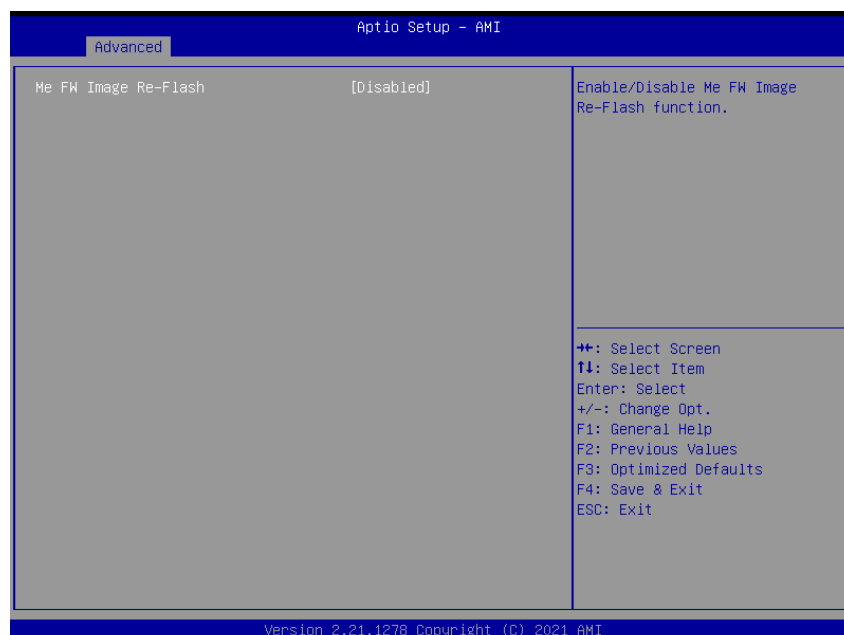 Aptio Setup – AMI
Advanced
Me FW Image Re-Flash [Disabled]
Enable/Disable Me FW Image
Re-Flash function.
→←: Select Screen
↑↓: Select Item
Enter: Select
+/-: Change Opt.
F1: General Help
F2: Previous Values
F3: Optimized Defaults
F4: Save & Exit
ESC: Exit
Version 2.21.1278 Copyright (C) 2021 AMI